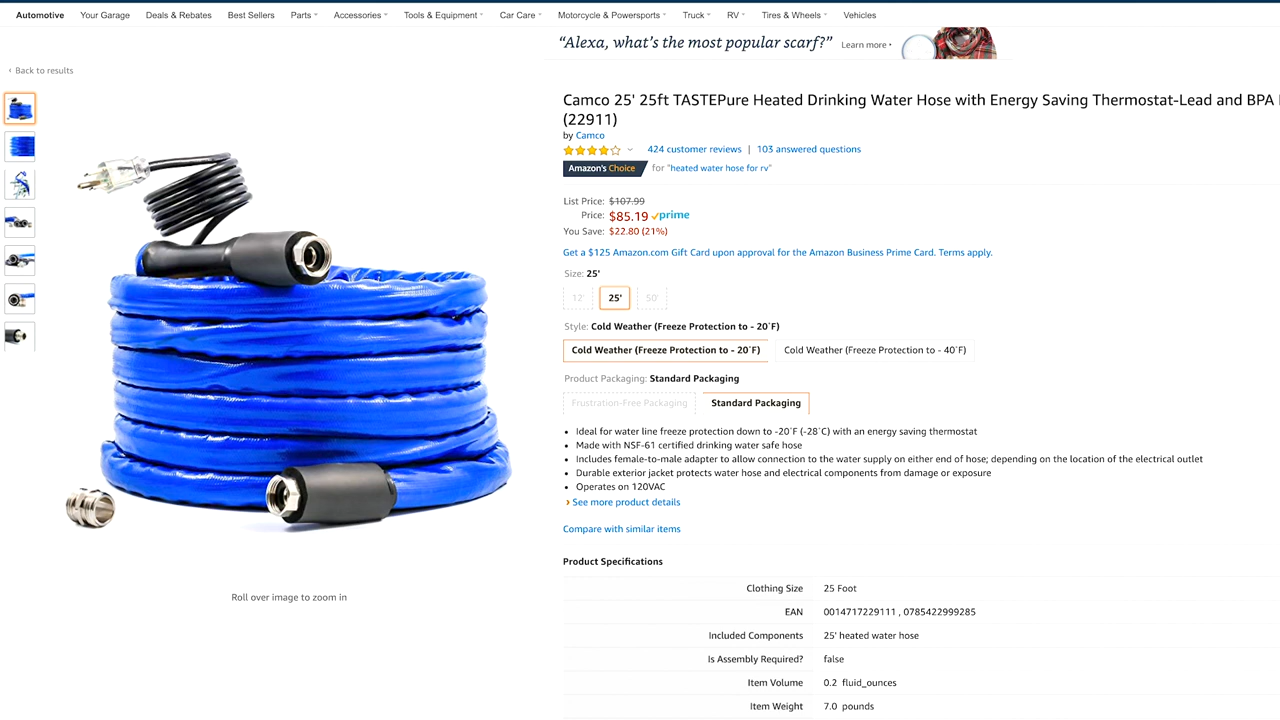 Automotive Your Garage Deals & Rebates Best Sellers Parts Accessories Tools & Equipment Car Care Motorcycle & Powersports Truck RV Tires & Wheels Vehicles
“Alexa, what’s the most popular scarf?” Learn more
‹ Back to results
Camco 25' 25ft TASTEPure Heated Drinking Water Hose with Energy Saving Thermostat-Lead and BPA
(22911)
by Camco
424 customer reviews | 103 answered questions
Amazon's Choice for "heated water hose for rv"
List Price: $107.99
Price: $85.19 prime
You Save: $22.80 (21%)
Get a $125 Amazon.com Gift Card upon approval for the Amazon Business Prime Card. Terms apply.
Size: 25'
12' 25' 50'
Style: Cold Weather (Freeze Protection to - 20˚F)
Cold Weather (Freeze Protection to - 20˚F) Cold Weather (Freeze Protection to - 40˚F)
Product Packaging: Standard Packaging
Frustration-Free Packaging Standard Packaging
• Ideal for water line freeze protection down to -20˚F (-28˚C) with an energy saving thermostat
• Made with NSF-61 certified drinking water safe hose
• Includes female-to-male adapter to allow connection to the water supply on either end of hose; depending on the location of the electrical outlet
• Durable exterior jacket protects water hose and electrical components from damage or exposure
• Operates on 120VAC
› See more product details
Compare with similar items
Product Specifications
Clothing Size 25 Foot
EAN 0014717229111 , 0785422999285
Included Components 25' heated water hose
Is Assembly Required? false
Item Volume 0.2 fluid_ounces
Item Weight 7.0 pounds
Roll over image to zoom in